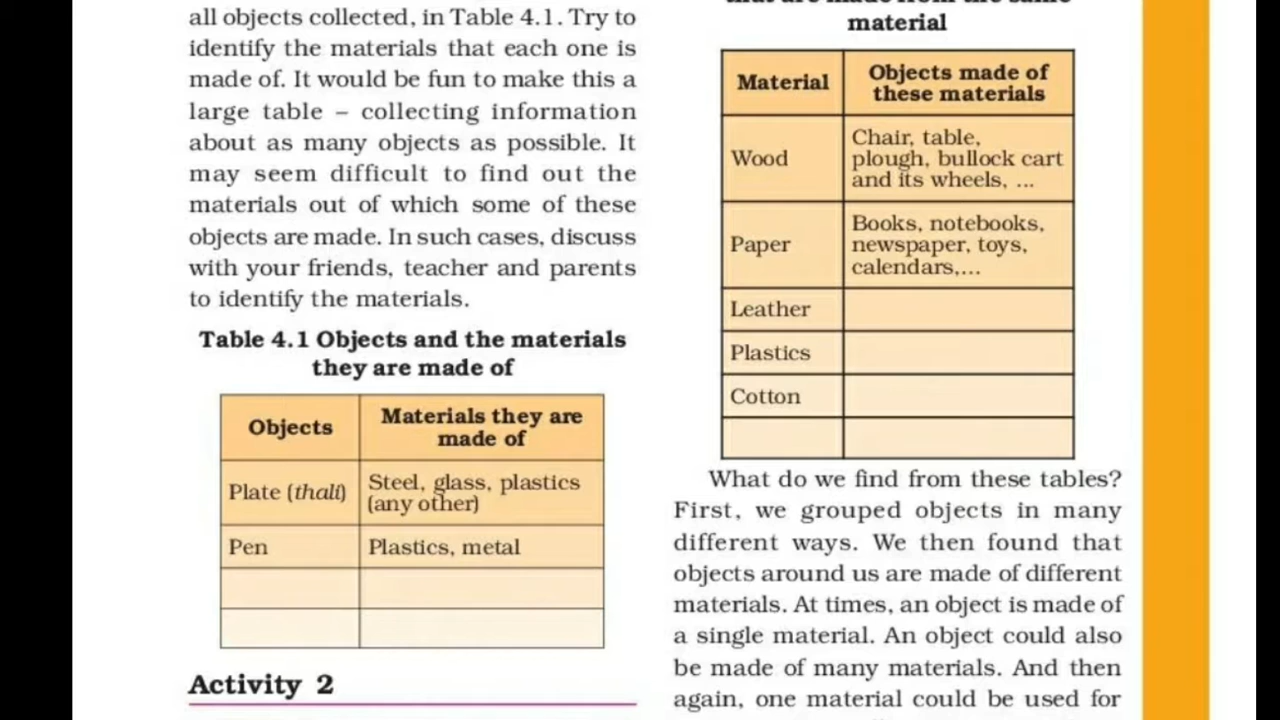 all objects collected, in Table 4.1. Try to
identify the materials that each one is
made of. It would be fun to make this a
large table – collecting information
about as many objects as possible. It
may seem difficult to find out the
materials out of which some of these
objects are made. In such cases, discuss
with your friends, teacher and parents
to identify the materials.
Table 4.1 Objects and the materials
they are made of
Objects
Materials they are
made of
Plate (thali)
Steel, glass, plastics
(any other)
Pen
Plastics, metal
Activity 2
that are made from the same
material
Material
Objects made of
these materials
Wood
Chair, table,
plough, bullock cart
and its wheels, ...
Paper
Books, notebooks,
newspaper, toys,
calendars,...
Leather
Plastics
Cotton
What do we find from these tables?
First, we grouped objects in many
different ways. We then found that
objects around us are made of different
materials. At times, an object is made of
a single material. An object could also
be made of many materials. And then
again, one material could be used for